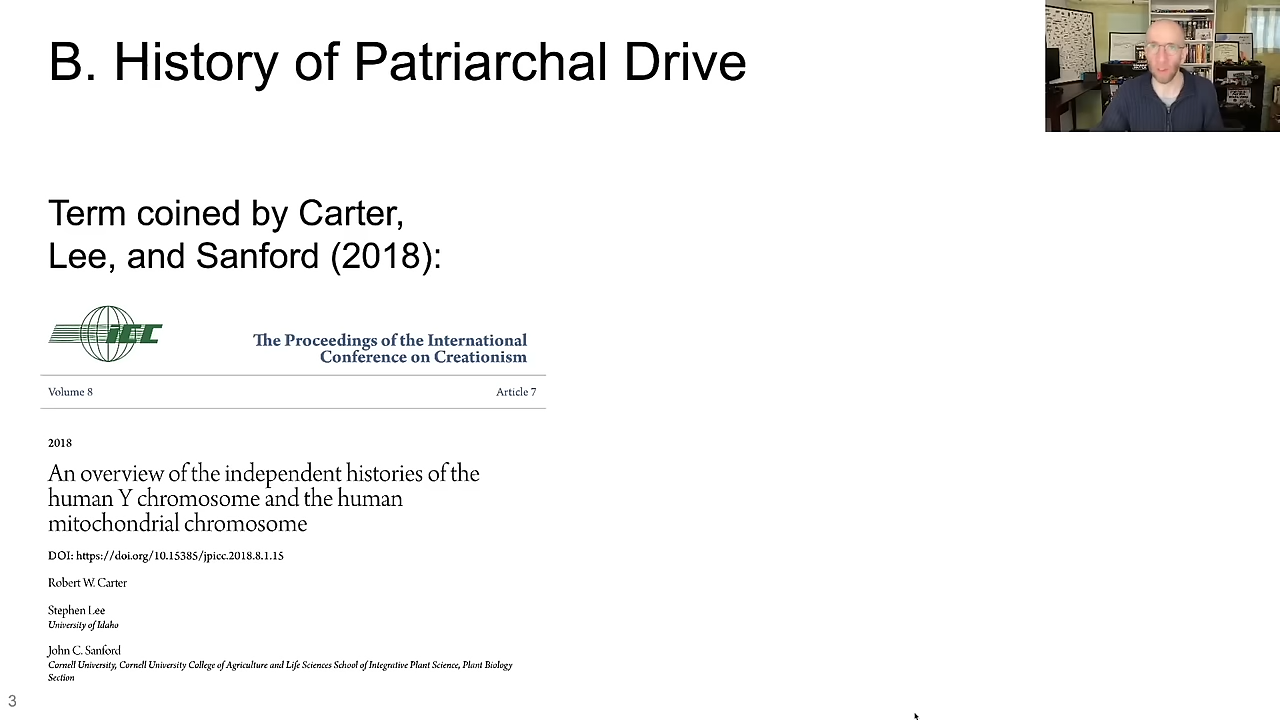 B. History of Patriarchal Drive
Term coined by Carter,
Lee, and Sanford (2018):
icc
The Proceedings of the International
Conference on Creationism
Volume 8
Article 7
2018
An overview of the independent histories of the
human Y chromosome and the human
mitochondrial chromosome
DOI: https://doi.org/10.15385/jpicc.2018.8.1.15
Robert W. Carter
Stephen Lee
University of Idaho
John C. Sanford
Cornell University, Cornell University College of Agriculture and Life Sciences School of Integrative Plant Science, Plant Biology
Section
3